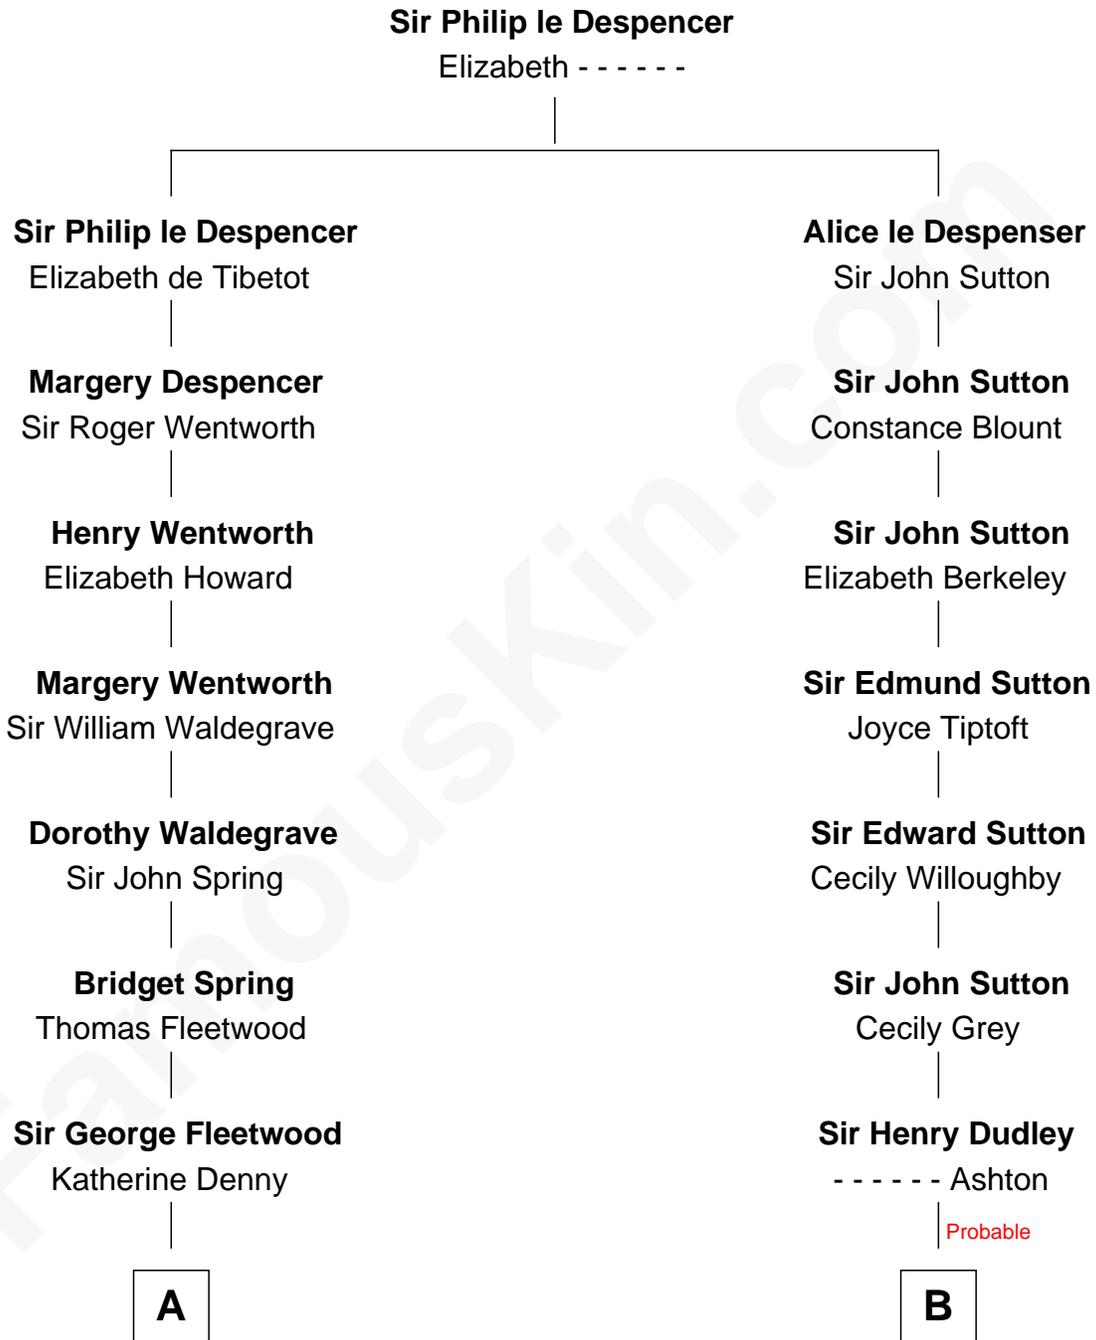 Sir Philip le Despencer
Elizabeth - - - - - -
Sir Philip le Despencer
Elizabeth de Tibetot
Margery Despencer
Sir Roger Wentworth
Henry Wentworth
Elizabeth Howard
Margery Wentworth
Sir William Waldegrave
Dorothy Waldegrave
Sir John Spring
Bridget Spring
Thomas Fleetwood
Sir George Fleetwood
Katherine Denny
A
Alice le Despenser
Sir John Sutton
Sir John Sutton
Constance Blount
Sir John Sutton
Elizabeth Berkeley
Sir Edmund Sutton
Joyce Tiptoft
Sir Edward Sutton
Cecily Willoughby
Sir John Sutton
Cecily Grey
Sir Henry Dudley
- - - - - - Ashton
Probable
B
FamousKin.com